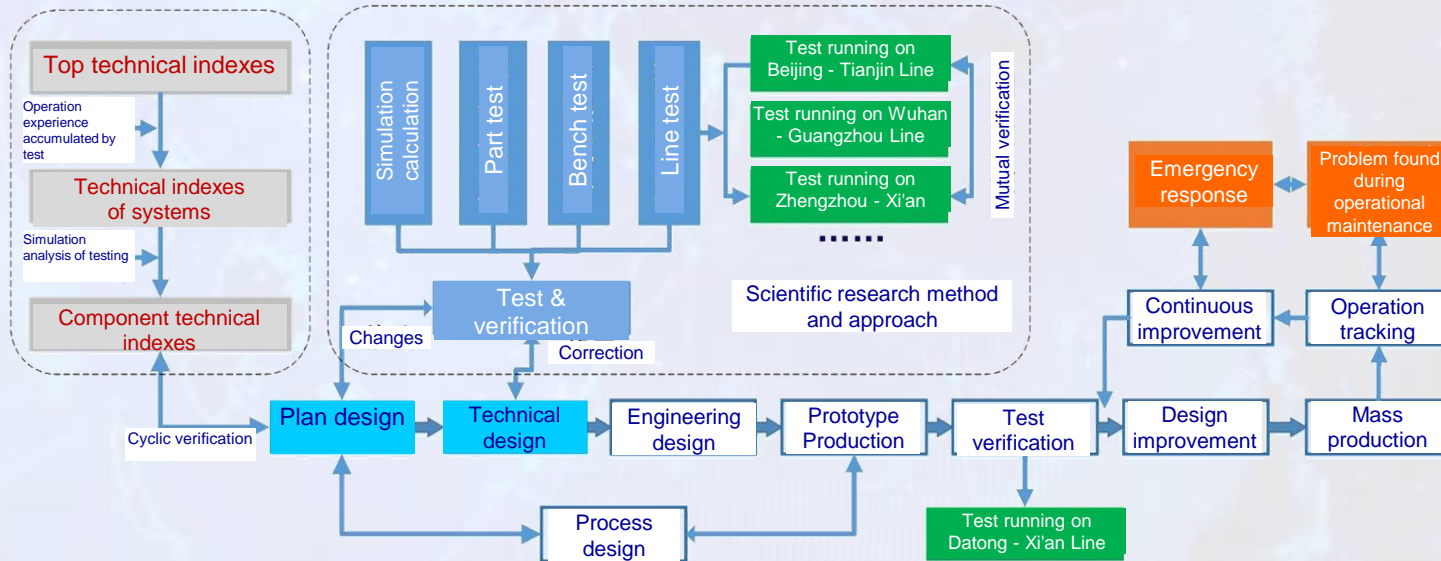 Top technical indexes
Operation
experience
accumulated by
test
Technical indexes
of systems
Simulation
analysis of testing
Component technical
indexes
Cyclic verification
Simulation
calculation
Part test
Bench test
Line test
Test running on
Beijing - Tianjin Line
Test running on Wuhan
- Guangzhou Line
Test running on
Zhengzhou - Xi'an
......
Mutual verification
Test &
verification
Changes
Correction
Scientific research method
and approach
Emergency
response
Problem found
during
operational
maintenance
Continuous
improvement
Operation
tracking
Plan design
Technical
design
Engineering
design
Prototype
Production
Test
verification
Design
improvement
Mass
production
Process
design
Test running on
Datong - Xi'an Line